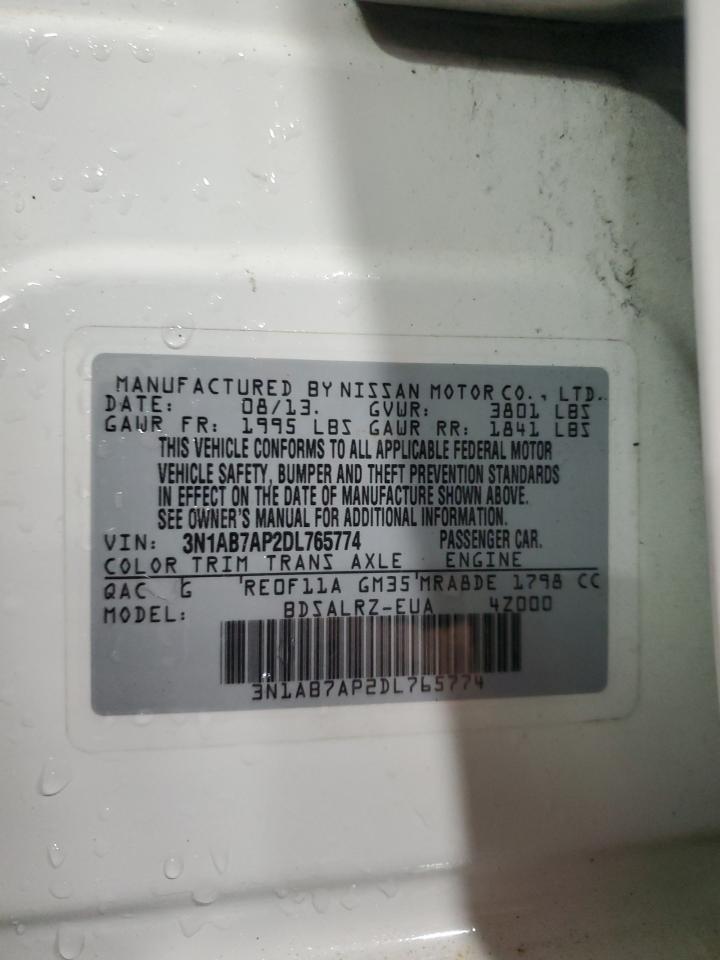 MANUFACTURED BY NISSAN MOTOR CO., LTD.
DATE: 08/13. GVWR: 3801 LBS
GAWR FR: 1995 LBS GAWR RR: 1841 LBS
THIS VEHICLE CONFORMS TO ALL APPLICABLE FEDERAL MOTOR
VEHICLE SAFETY, BUMPER AND THEFT PREVENTION STANDARDS
IN EFFECT ON THE DATE OF MANUFACTURE SHOWN ABOVE.
SEE OWNER'S MANUAL FOR ADDITIONAL INFORMATION.
VIN: 3N1AB7AP2DL765774 PASSENGER CAR.
COLOR TRIM TRANS AXLE ENGINE
QAC G RE0F11A GM35 MRA8DE 1798 CC
MODEL: BDSALRZ-EUA 4Z000
3N1AB7AP2DL765774